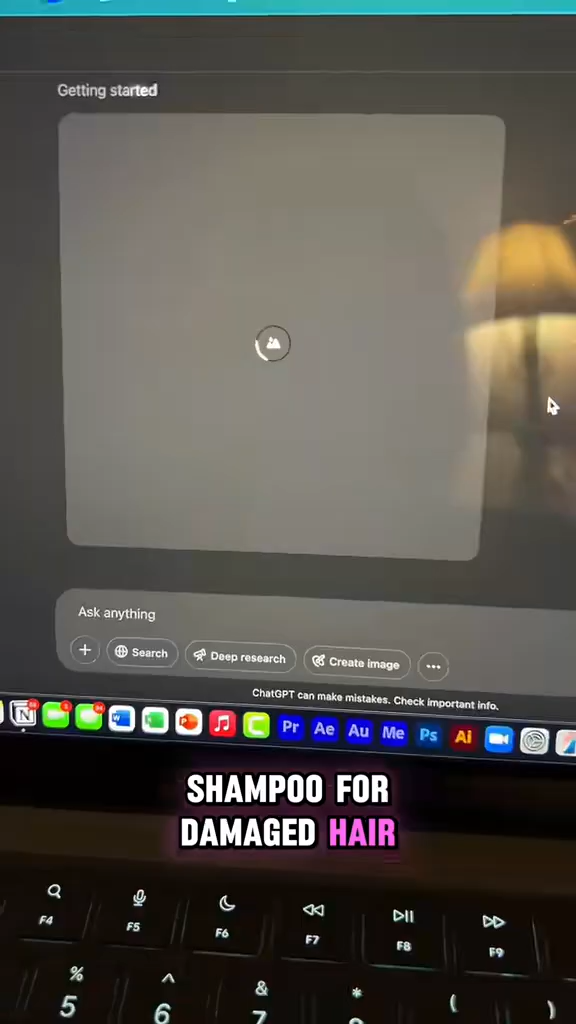 Getting started
Ask anything
Search
Deep research
Create image
ChatGPT can make mistakes. Check important info.
N
Pr
Ae
Au
Me
Ps
Ai
SHAMPOO FOR
DAMAGED HAIR
F4
F5
F6
F7
F8
F9
%
^
&
*
(
)
5
6
7